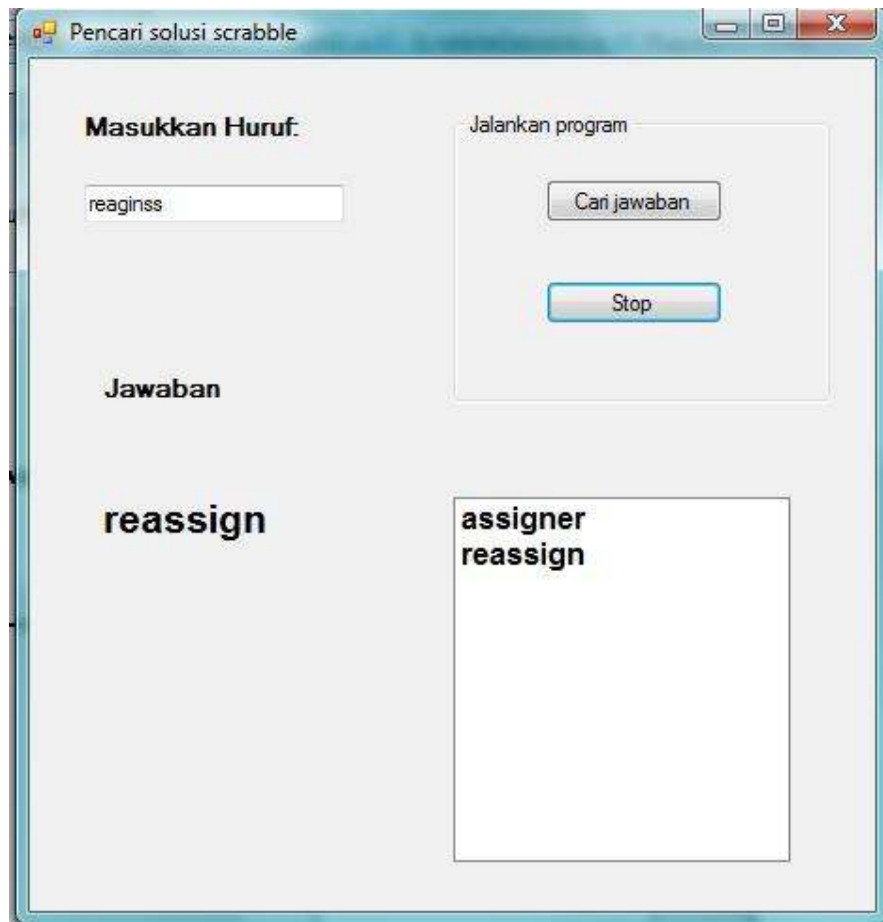 Pencari solusi scrabble
Masukkan Huruf:
reaginss
Jalankan program
Cari jawaban
Stop
Jawaban
reassign
assigner
reassign